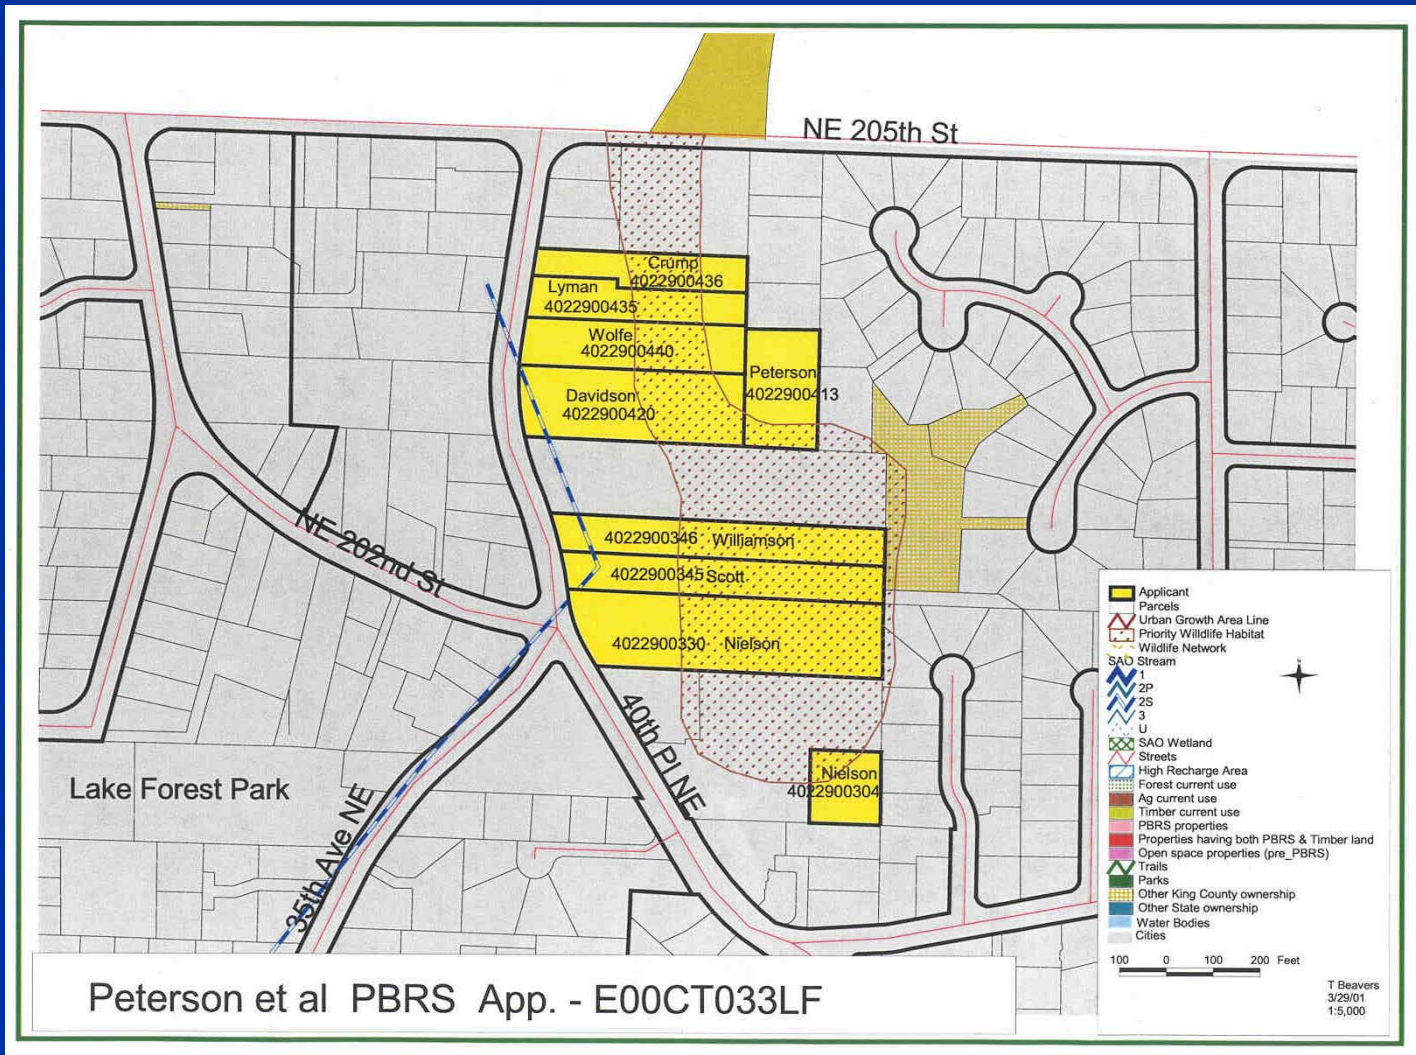 NE 205th St
Crump
4022900436
Lyman
4022900435
Wolfe
4022900440
Peterson
4022900413
Davidson
4022900420
4022900346 Williamson
NE 202nd St
4022900345 Scott
4022900330 Nielson
40th Pl NE
Nielson
4022900304
Lake Forest Park
35th Ave NE
Applicant
Parcels
Urban Growth Area Line
Priority Willdlife Habitat
Wildlife Network
SAO Stream
1
2P
2S
3
U
SAO Wetland
Streets
High Recharge Area
Forest current use
Ag current use
Timber current use
PBRS properties
Properties having both PBRS & Timber land
Open space properties (pre_PBRS)
Trails
Parks
Other King County ownership
Other State ownership
Water Bodies
Cities
100 0 100 200 Feet
T Beavers
3/29/01
1:5,000
Peterson et al PBRS App. - E00CT033LF